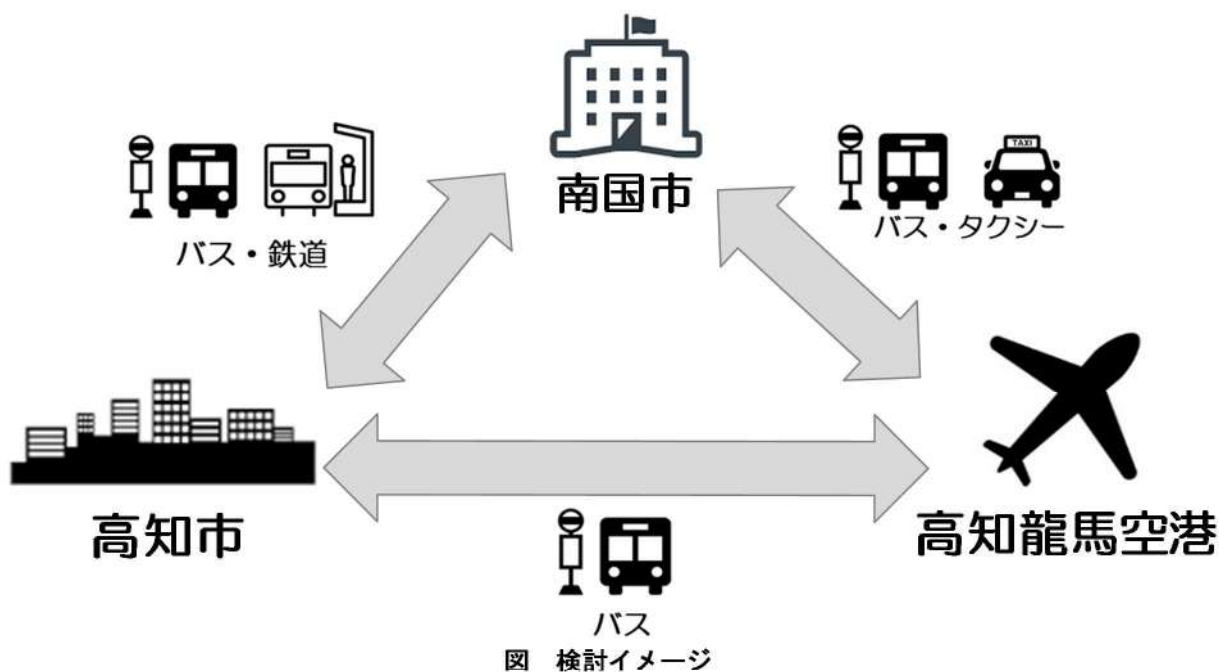 南国市
バス・鉄道
TAXI
バス・タクシー
高知市
高知龍馬空港
バス
図 検討イメージ